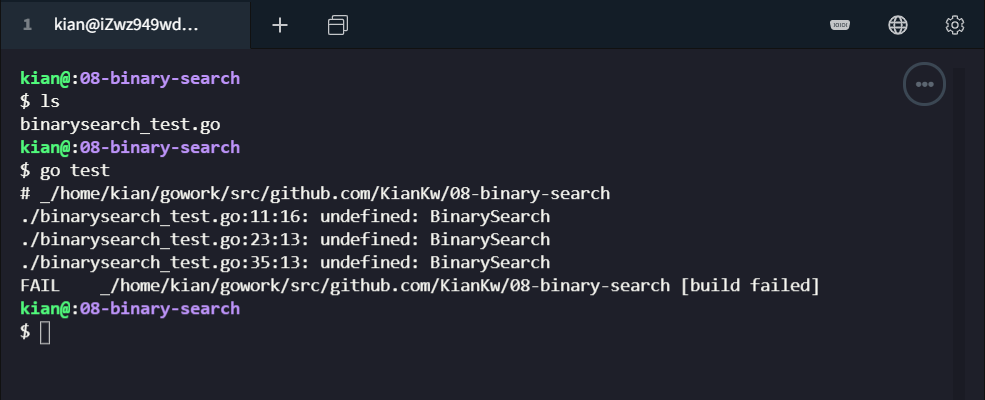 1 kian@iZwz949wd...
kian@:08-binary-search
$ ls
binarysearch_test.go
kian@:08-binary-search
$ go test
# _/home/kian/gowork/src/github.com/KianKw/08-binary-search
./binarysearch_test.go:11:16: undefined: BinarySearch
./binarysearch_test.go:23:13: undefined: BinarySearch
./binarysearch_test.go:35:13: undefined: BinarySearch
FAIL    _/home/kian/gowork/src/github.com/KianKw/08-binary-search [build failed]
kian@:08-binary-search
$